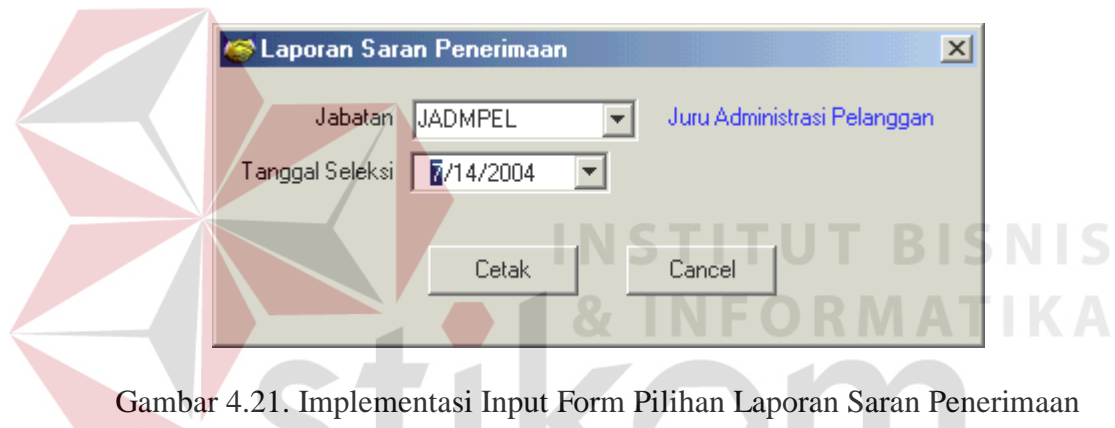 Laporan Saran Penerimaan
Jabatan JADMPEL Juru Administrasi Pelanggan
Tanggal Seleksi 7/14/2004
INSTITUT BISNIS
Cetak Cancel
& INFORMATIKA
stikom
Gambar 4.21. Implementasi Input Form Pilihan Laporan Saran Penerimaan